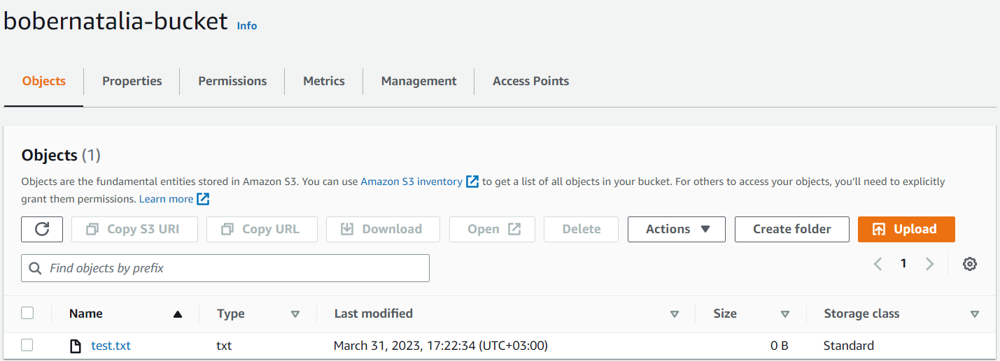 bobernatalia-bucket Info
Objects Properties Permissions Metrics Management Access Points
Objects (1)
Objects are the fundamental entities stored in Amazon S3. You can use Amazon S3 inventory to get a list of all objects in your bucket. For others to access your objects, you'll need to explicitly
grant them permissions. Learn more
Copy S3 URI Copy URL Download Open Delete Actions Create folder Upload
Find objects by prefix 1
Name Type Last modified Size Storage class
test.txt txt March 31, 2023, 17:22:34 (UTC+03:00) 0 B Standard